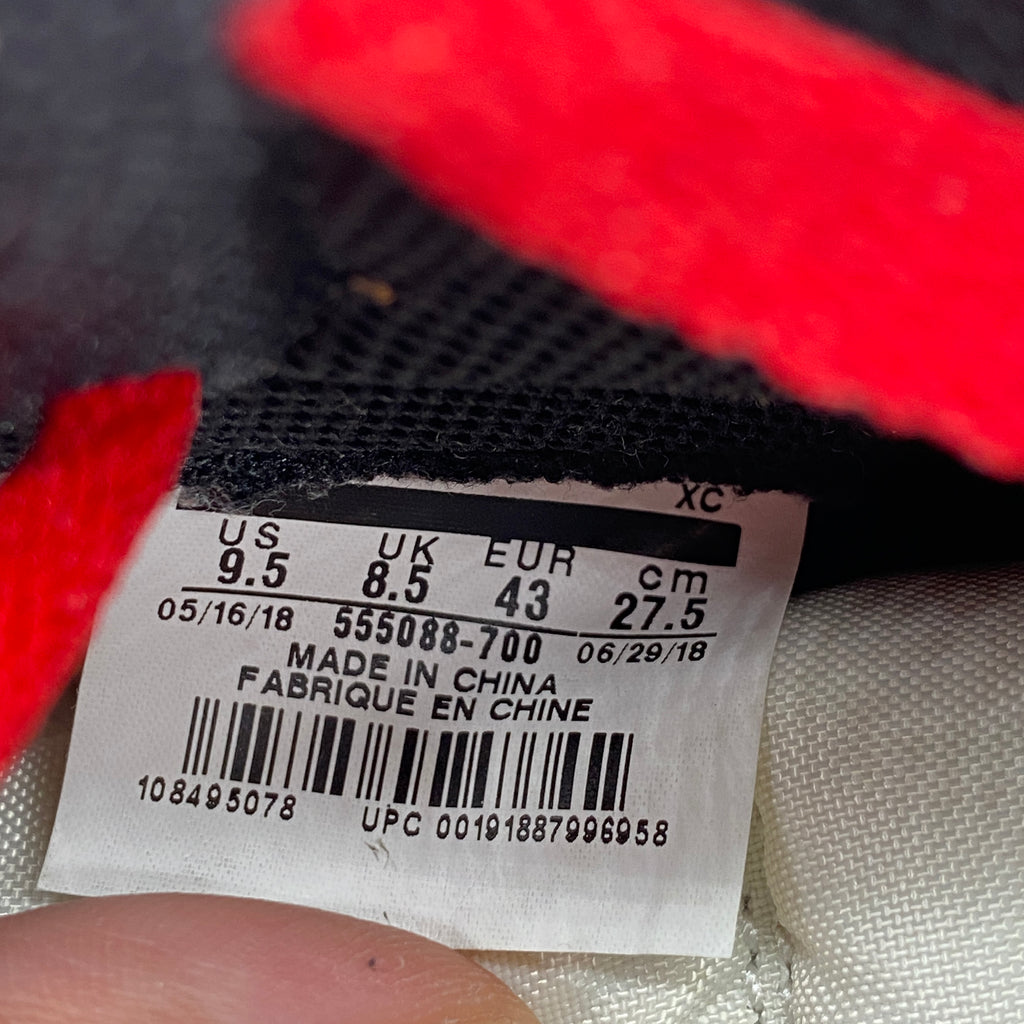 XC
US UK EUR cm
9.5 8.5 43 27.5
05/16/18 555088-700 06/29/18
MADE IN CHINA
FABRIQUE EN CHINE
108495078 UPC 00191887996958